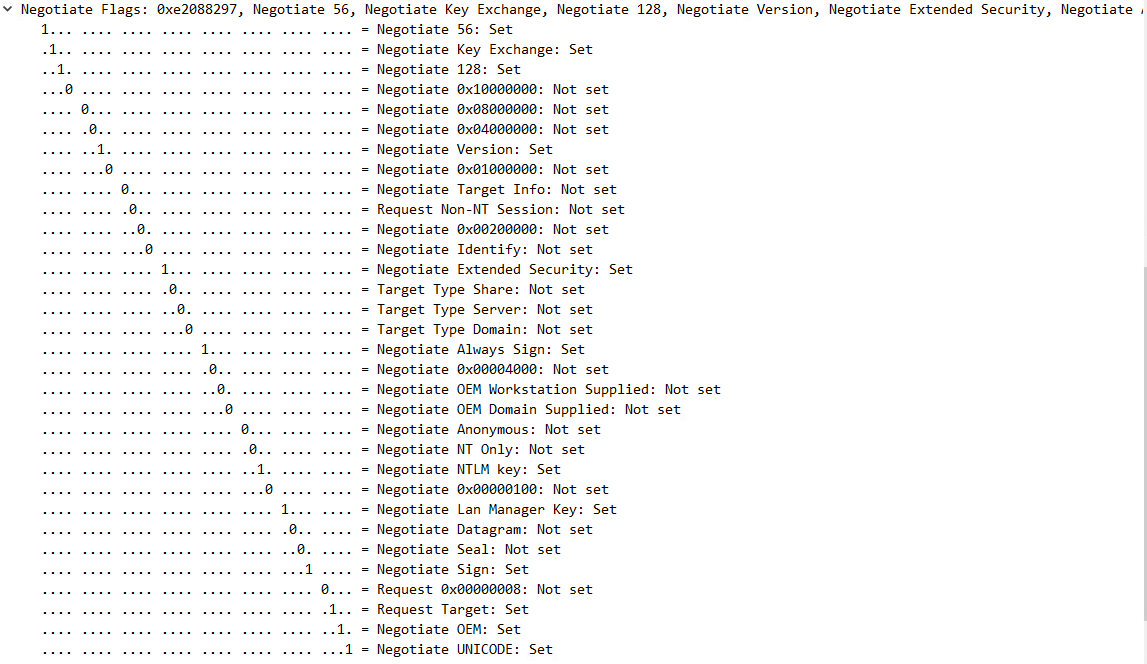 Negotiate Flags: 0xe2088297, Negotiate 56, Negotiate Key Exchange, Negotiate 128, Negotiate Version, Negotiate Extended Security, Negotiate
1... .... .... .... .... .... .... .... = Negotiate 56: Set
.1.. .... .... .... .... .... .... .... = Negotiate Key Exchange: Set
..1. .... .... .... .... .... .... .... = Negotiate 128: Set
...0 .... .... .... .... .... .... .... = Negotiate 0x10000000: Not set
.... 0... .... .... .... .... .... .... = Negotiate 0x08000000: Not set
.... .0.. .... .... .... .... .... .... = Negotiate 0x04000000: Not set
.... ..1. .... .... .... .... .... .... = Negotiate Version: Set
.... ...0 .... .... .... .... .... .... = Negotiate 0x01000000: Not set
.... .... 0... .... .... .... .... .... = Negotiate Target Info: Not set
.... .... .0.. .... .... .... .... .... = Request Non-NT Session: Not set
.... .... ..0. .... .... .... .... .... = Negotiate 0x00200000: Not set
.... .... ...0 .... .... .... .... .... = Negotiate Identify: Not set
.... .... .... 1... .... .... .... .... = Negotiate Extended Security: Set
.... .... .... .0.. .... .... .... .... = Target Type Share: Not set
.... .... .... ..0. .... .... .... .... = Target Type Server: Not set
.... .... .... ...0 .... .... .... .... = Target Type Domain: Not set
.... .... .... .... 1... .... .... .... = Negotiate Always Sign: Set
.... .... .... .... .0.. .... .... .... = Negotiate 0x00004000: Not set
.... .... .... .... ..0. .... .... .... = Negotiate OEM Workstation Supplied: Not set
.... .... .... .... ...0 .... .... .... = Negotiate OEM Domain Supplied: Not set
.... .... .... .... .... 0... .... .... = Negotiate Anonymous: Not set
.... .... .... .... .... .0.. .... .... = Negotiate NT Only: Not set
.... .... .... .... .... ..1. .... .... = Negotiate NTLM key: Set
.... .... .... .... .... ...0 .... .... = Negotiate 0x00000100: Not set
.... .... .... .... .... .... 1... .... = Negotiate Lan Manager Key: Set
.... .... .... .... .... .... .0.. .... = Negotiate Datagram: Not set
.... .... .... .... .... .... ..0. .... = Negotiate Seal: Not set
.... .... .... .... .... .... ...1 .... = Negotiate Sign: Set
.... .... .... .... .... .... .... 0... = Request 0x00000008: Not set
.... .... .... .... .... .... .... .1.. = Request Target: Set
.... .... .... .... .... .... .... ..1. = Negotiate OEM: Set
.... .... .... .... .... .... .... ...1 = Negotiate UNICODE: Set